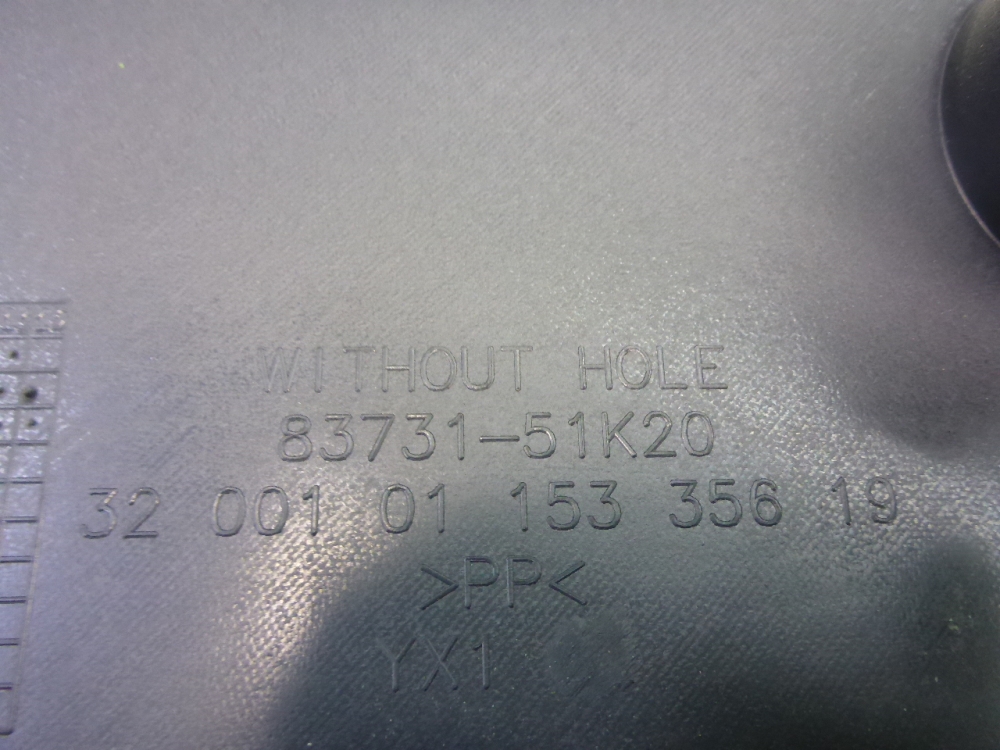 WITHOUT HOLE
83731-51K20
32 001 01 153 356 19
>PP<
YX1